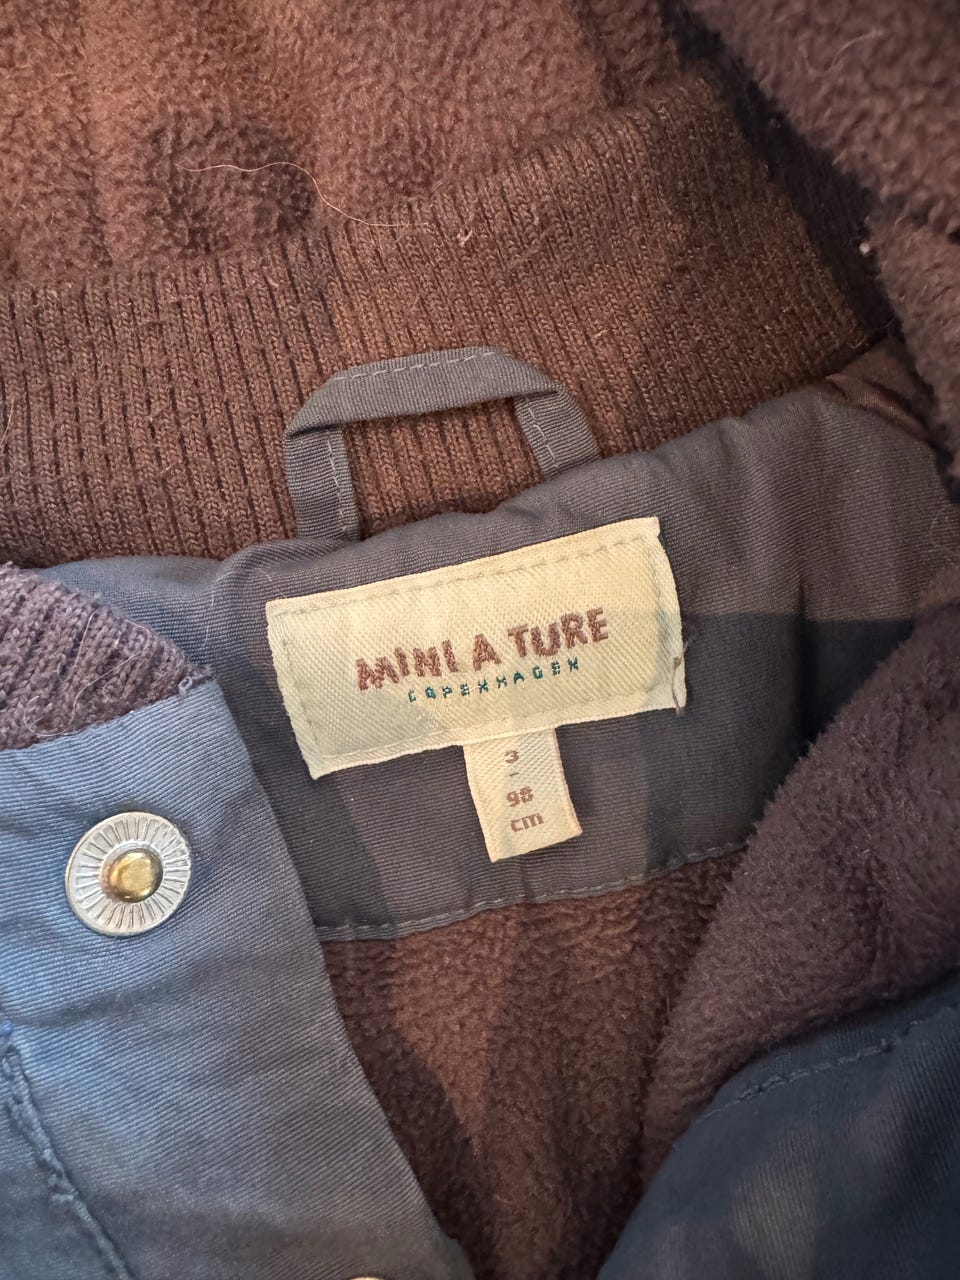 MINI A TURE
COPENHAGEN
3
-
98
cm